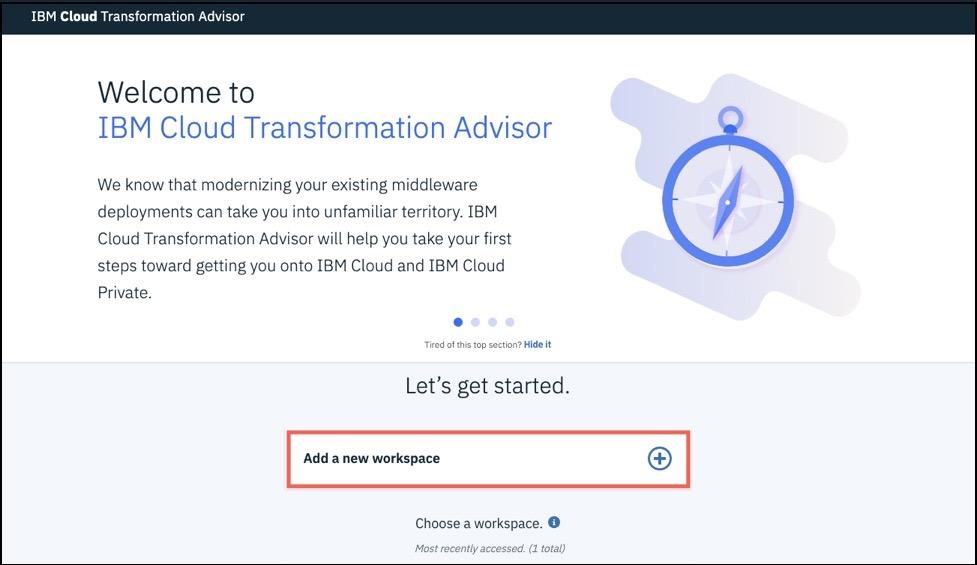 IBM Cloud Transformation Advisor
Welcome to
IBM Cloud Transformation Advisor
We know that modernizing your existing middleware
deployments can take you into unfamiliar territory. IBM
Cloud Transformation Advisor will help you take your first
steps toward getting you onto IBM Cloud and IBM Cloud
Private.
Tired of this top section? Hide it
Let's get started.
Add a new workspace
Choose a workspace.
Most recently accessed. (1 total)